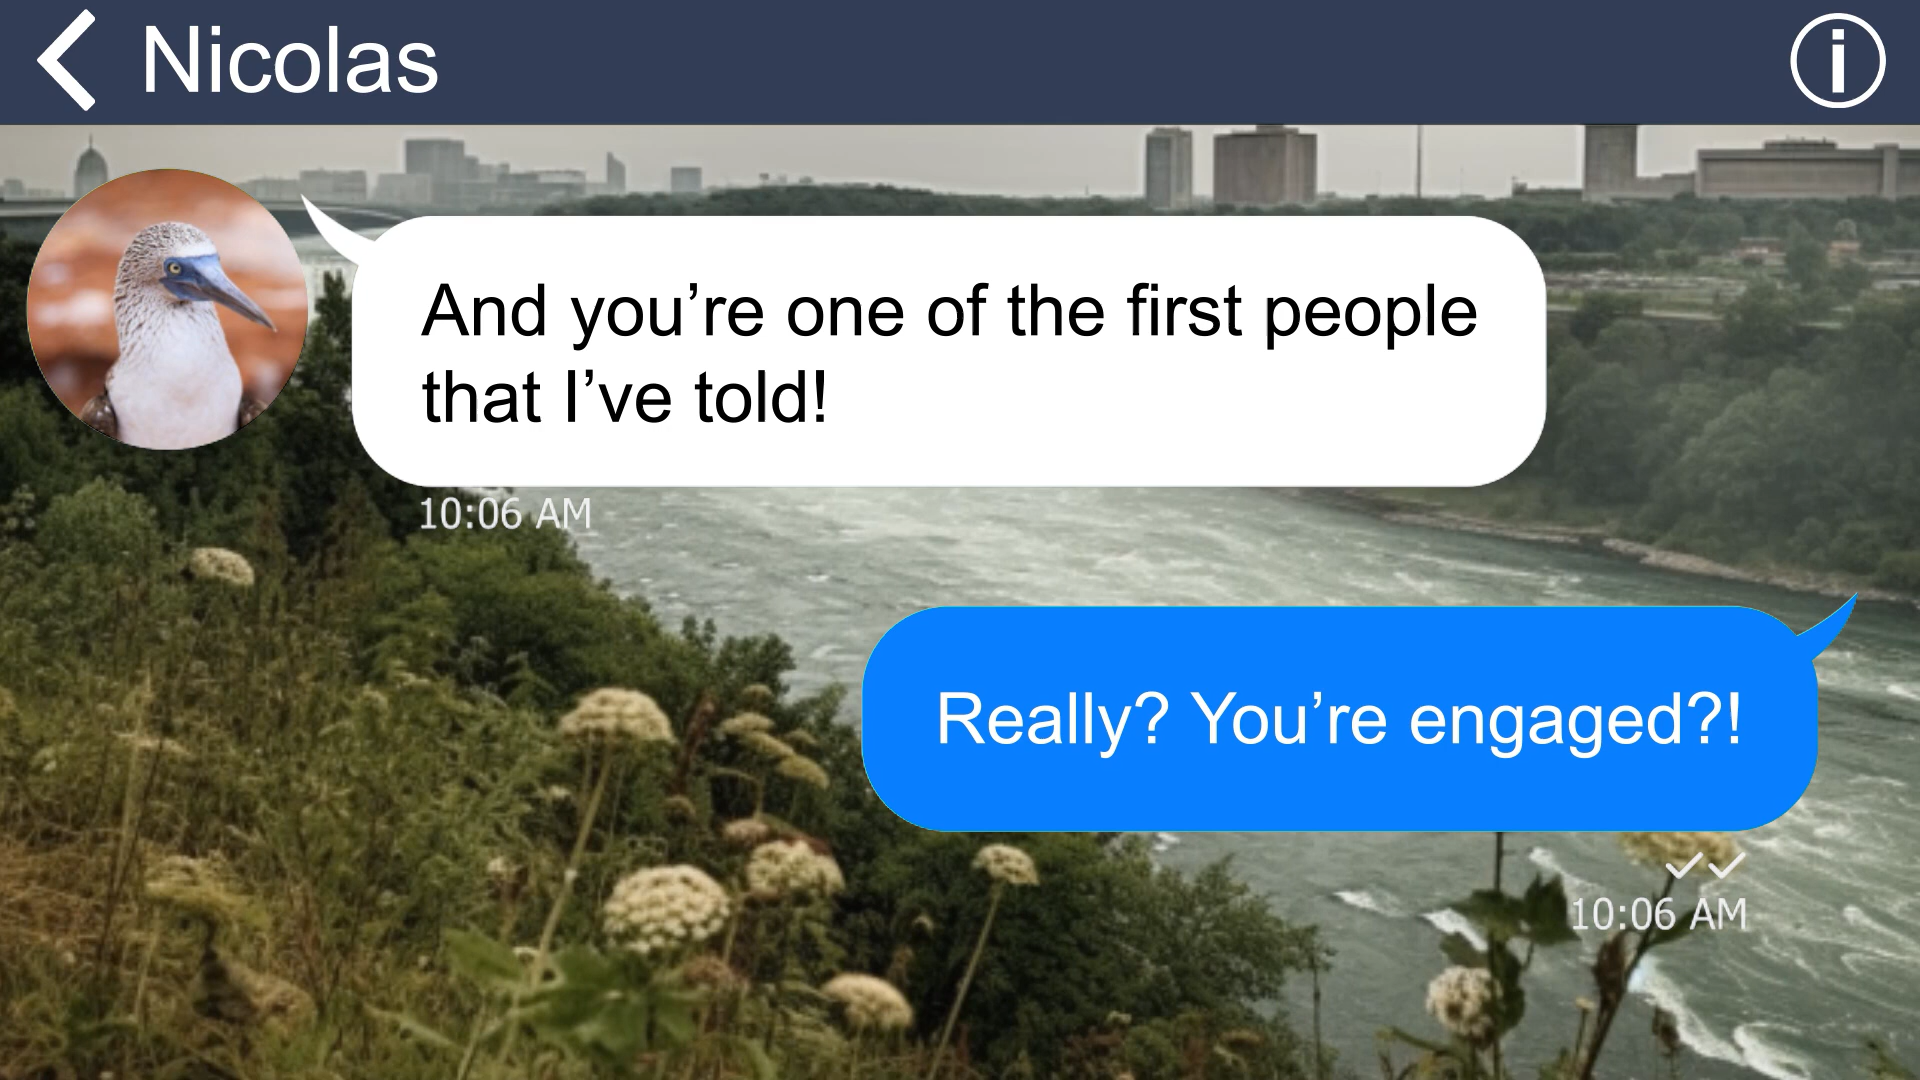 Nicolas
And you’re one of the first people
that I’ve told!
10:06 AM
Really? You’re engaged?!
10:06 AM